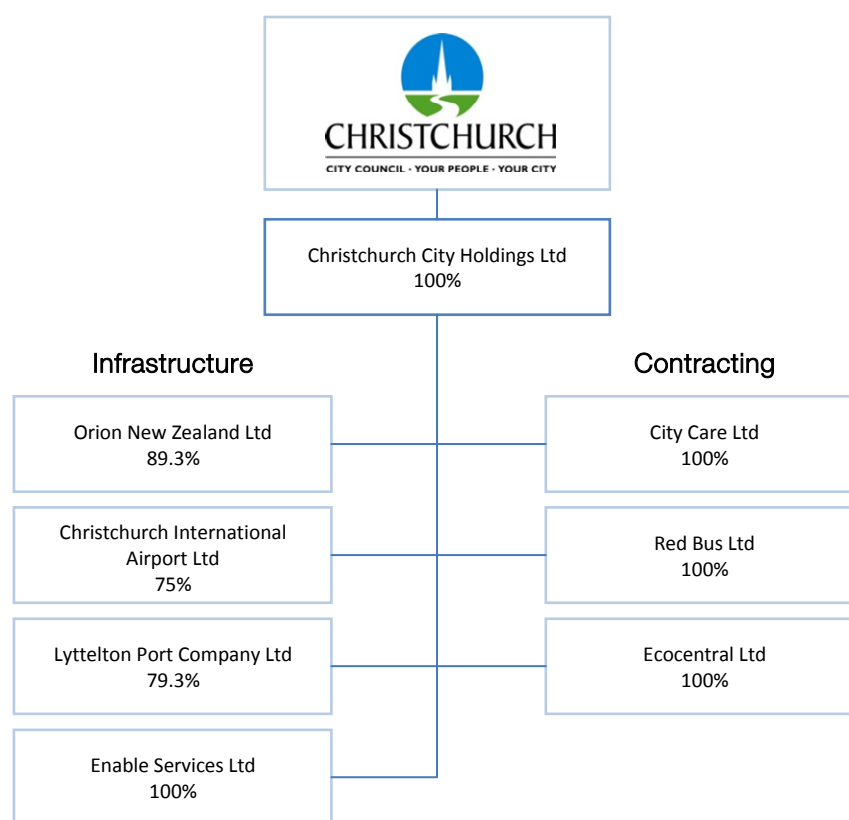 CHRISTCHURCH
CITY COUNCIL · YOUR PEOPLE · YOUR CITY
Christchurch City Holdings Ltd
100%
Infrastructure
Orion New Zealand Ltd
89.3%
Christchurch International
Airport Ltd
75%
Lyttelton Port Company Ltd
79.3%
Enable Services Ltd
100%
Contracting
City Care Ltd
100%
Red Bus Ltd
100%
Ecocentral Ltd
100%